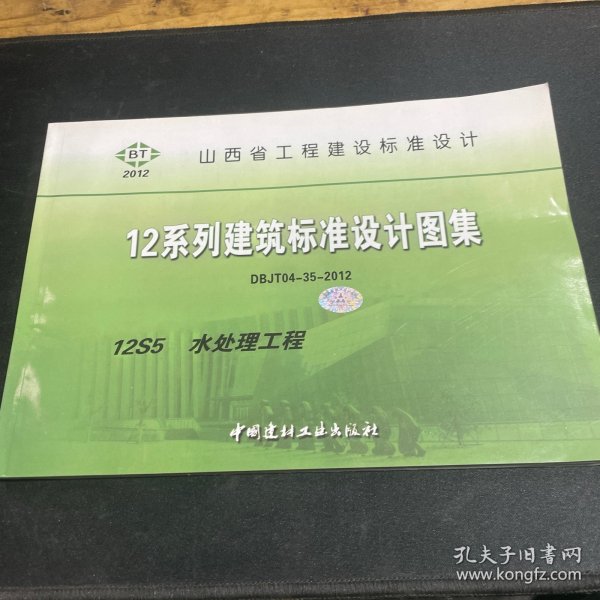 BT
2012
山西省工程建设标准设计
12系列建筑标准设计图集
DBJT04-35-2012
12S5 水处理工程
中国建材工业出版社
孔夫子旧书网
www.kongfz.com